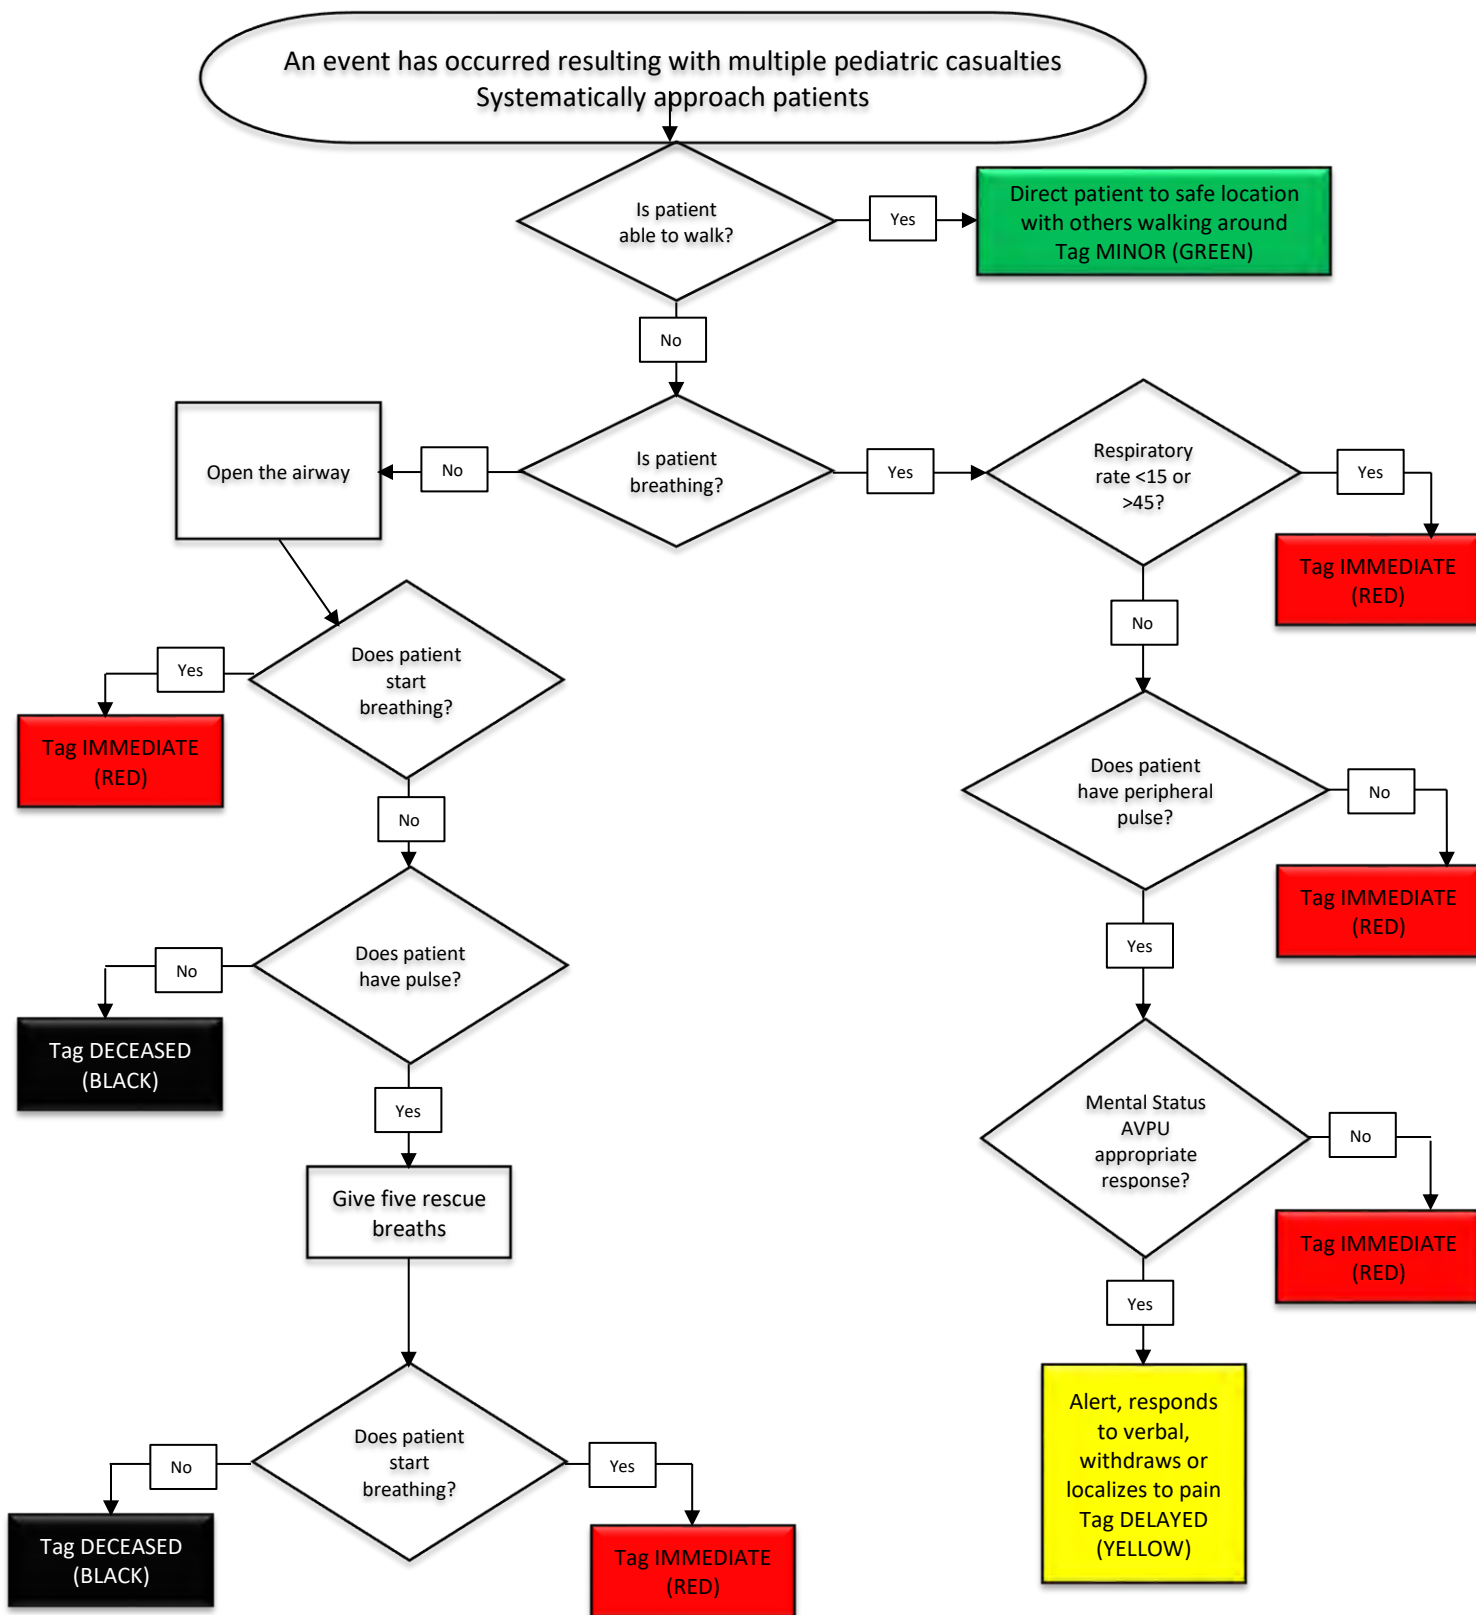 An event has occurred resulting with multiple pediatric casualties
Systematically approach patients
Is patient
able to walk?
Yes
Direct patient to safe location
with others walking around
Tag MINOR (GREEN)
No
Is patient
breathing?
No
Open the airway
Yes
Respiratory
rate <15 or
>45?
Yes
Tag IMMEDIATE
(RED)
No
Does patient
start
breathing?
Yes
Tag IMMEDIATE
(RED)
No
Does patient
have peripheral
pulse?
No
Tag IMMEDIATE
(RED)
Yes
Does patient
have pulse?
No
Tag DECEASED
(BLACK)
Yes
Mental Status
AVPU
appropriate
response?
No
Tag IMMEDIATE
(RED)
Yes
Give five rescue
breaths
Does patient
start
breathing?
No
Tag DECEASED
(BLACK)
Yes
Tag IMMEDIATE
(RED)
Alert, responds
to verbal,
withdraws or
localizes to pain
Tag DELAYED
(YELLOW)